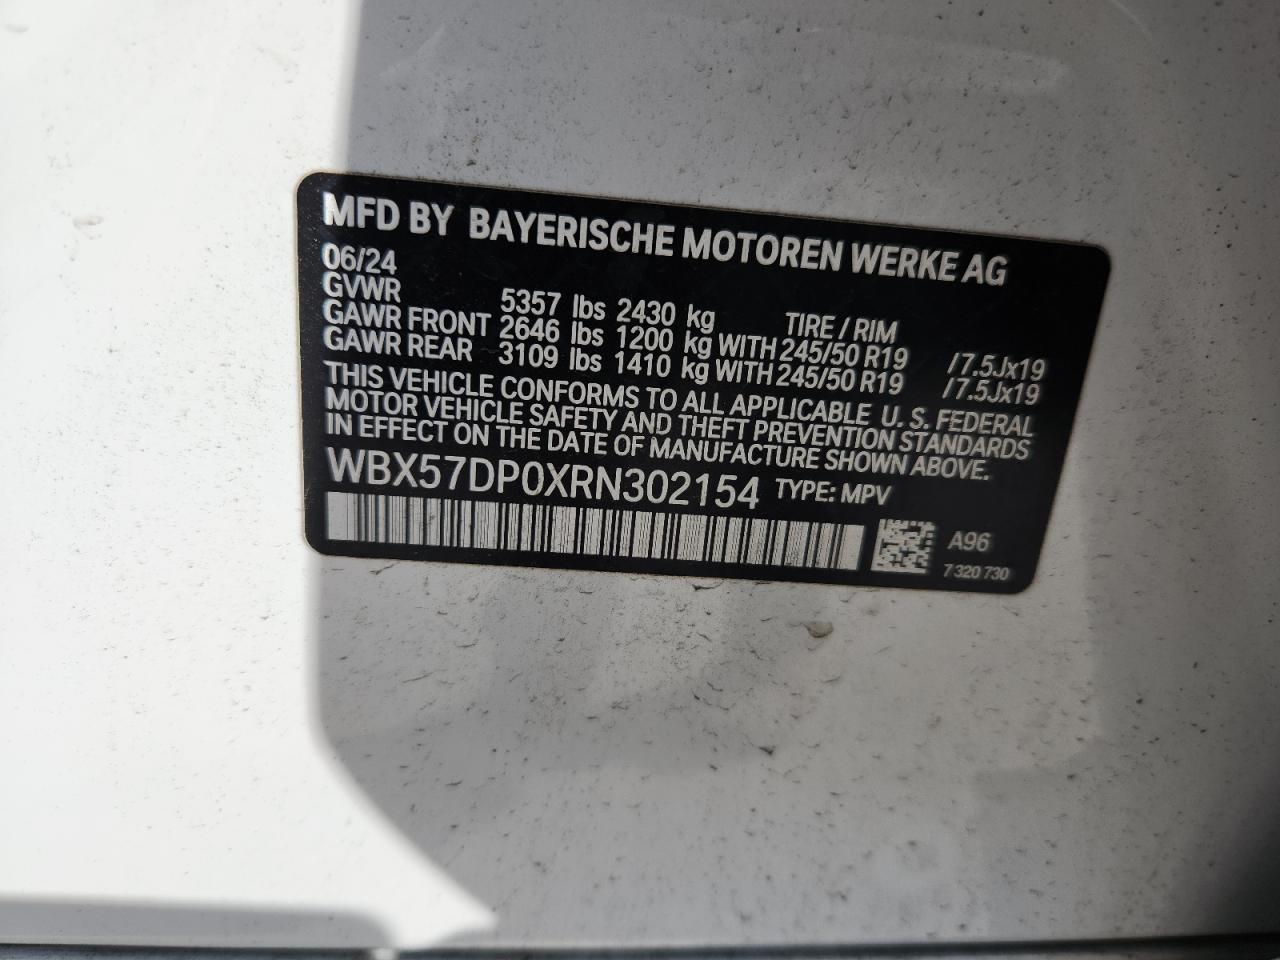 MFD BY BAYERISCHE MOTOREN WERKE AG
06/24
GVWR 5357 lbs 2430 kg TIRE / RIM
GAWR FRONT 2646 lbs 1200 kg WITH 245/50 R19 /7.5Jx19
GAWR REAR 3109 lbs 1410 kg WITH 245/50 R19 /7.5Jx19
THIS VEHICLE CONFORMS TO ALL APPLICABLE U. S. FEDERAL
MOTOR VEHICLE SAFETY AND THEFT PREVENTION STANDARDS
IN EFFECT ON THE DATE OF MANUFACTURE SHOWN ABOVE.
WBX57DP0XRN302154 TYPE: MPV
A96
7 320 730